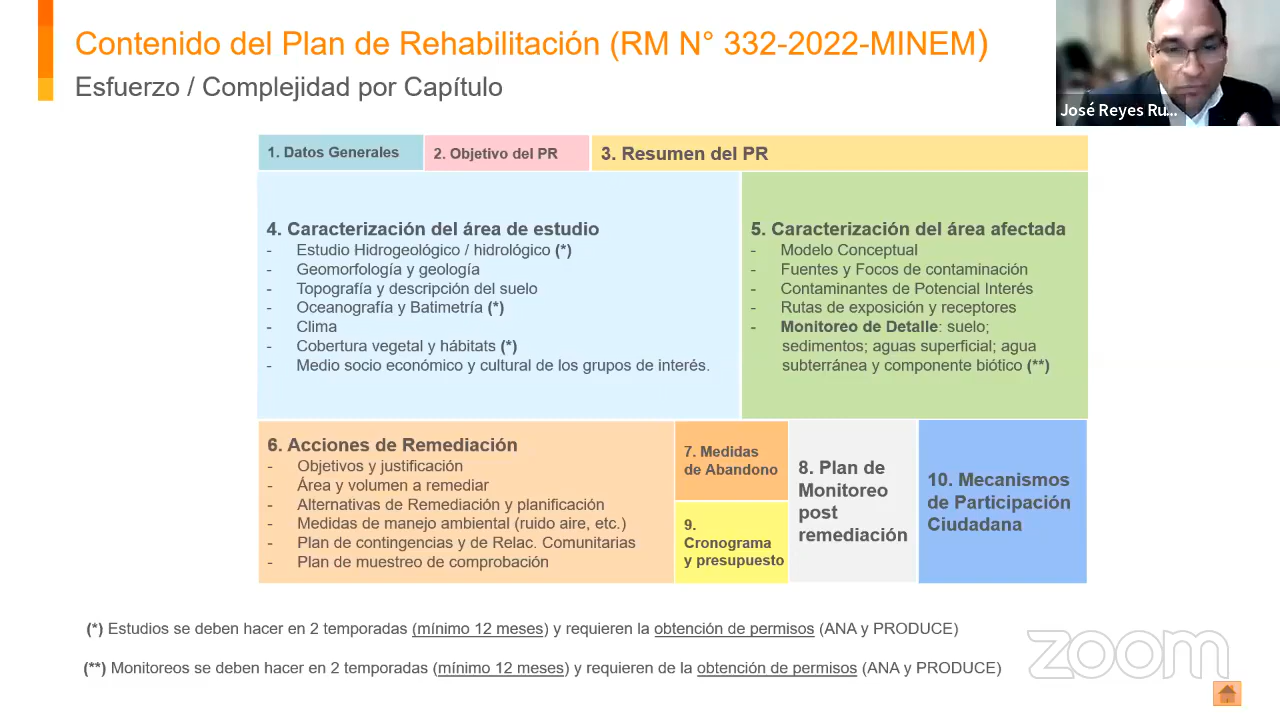 Contenido del Plan de Rehabilitación (RM N° 332-2022-MINEM)
Esfuerzo / Complejidad por Capítulo
José Reyes Ru...
1. Datos Generales
2. Objetivo del PR
3. Resumen del PR
4. Caracterización del área de estudio
- Estudio Hidrogeológico / hidrológico (*)
- Geomorfología y geología
- Topografía y descripción del suelo
- Oceanografía y Batimetría (*)
- Clima
- Cobertura vegetal y hábitats (*)
- Medio socio económico y cultural de los grupos de interés.
5. Caracterización del área afectada
- Modelo Conceptual
- Fuentes y Focos de contaminación
- Contaminantes de Potencial Interés
- Rutas de exposición y receptores
- Monitoreo de Detalle: suelo;
sedimentos; aguas superficial; agua
subterránea y componente biótico (**)
6. Acciones de Remediación
- Objetivos y justificación
- Área y volumen a remediar
- Alternativas de Remediación y planificación
- Medidas de manejo ambiental (ruido aire, etc.)
- Plan de contingencias y de Relac. Comunitarias
- Plan de muestreo de comprobación
7. Medidas
de Abandono
9.
Cronograma
y presupuesto
8. Plan de
Monitoreo
post
remediación
10. Mecanismos
de Participación
Ciudadana
(*) Estudios se deben hacer en 2 temporadas (mínimo 12 meses) y requieren la obtención de permisos (ANA y PRODUCE)
(**) Monitoreos se deben hacer en 2 temporadas (mínimo 12 meses) y requieren de la obtención de permisos (ANA y PRODUCE)
zoom